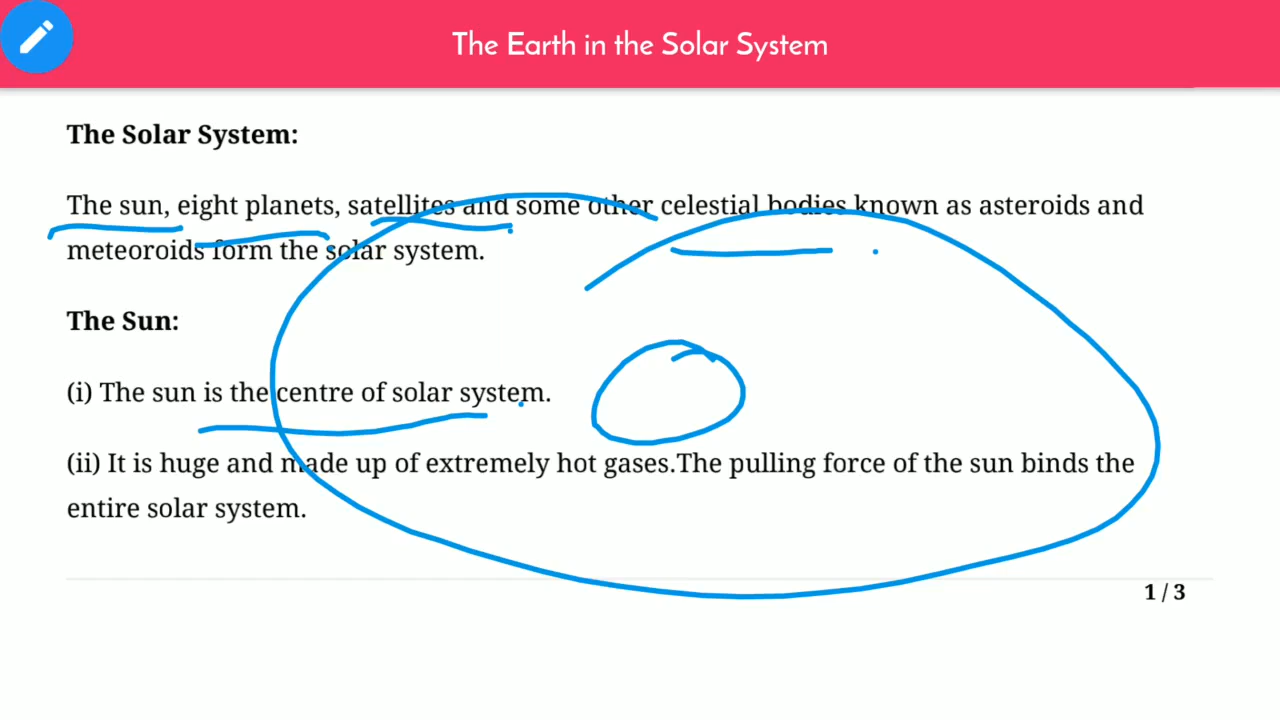 The Earth in the Solar System
The Solar System:
The sun, eight planets, satellites and some other celestial bodies known as asteroids and
meteoroids form the solar system.
The Sun:
(i) The sun is the centre of solar system.
(ii) It is huge and made up of extremely hot gases.The pulling force of the sun binds the
entire solar system.
1 / 3